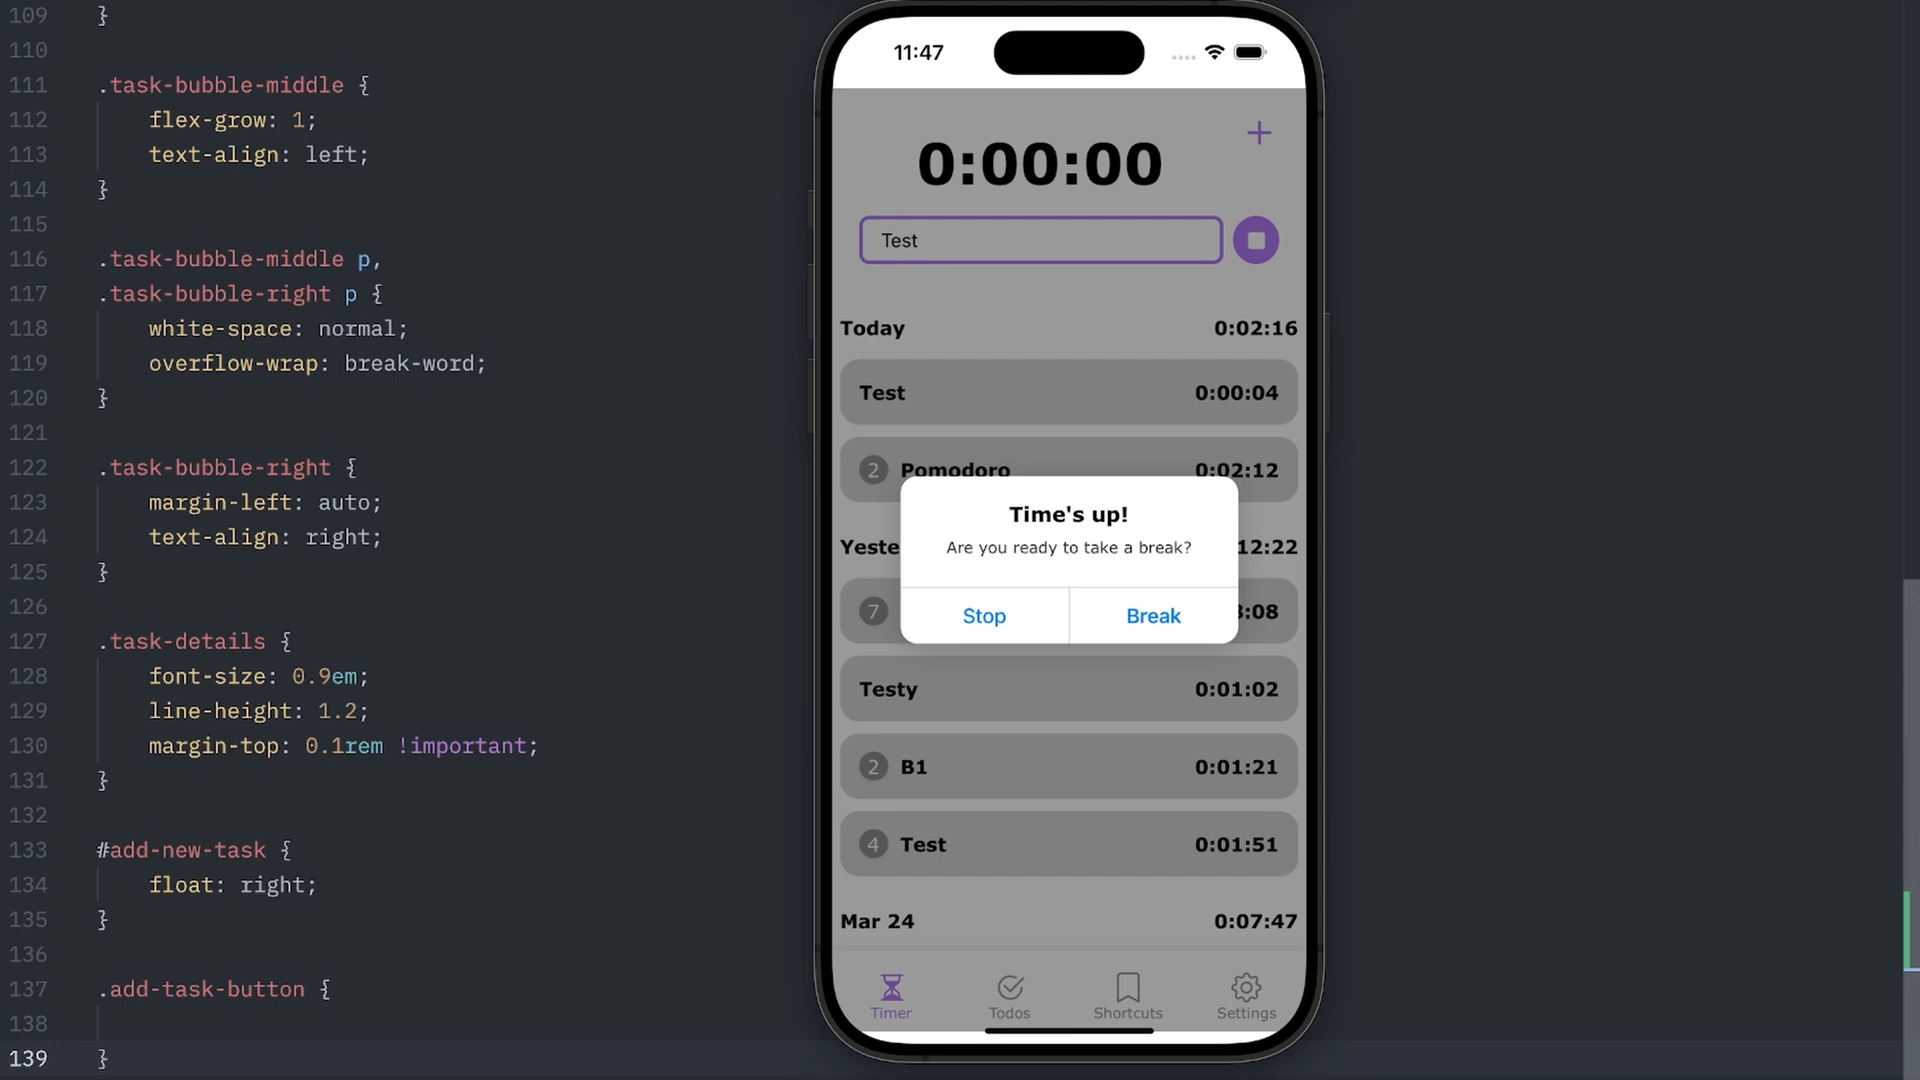 109 }
110
111 .task-bubble-middle {
112 flex-grow: 1;
113 text-align: left;
114 }
115
116 .task-bubble-middle p,
117 .task-bubble-right p {
118 white-space: normal;
119 overflow-wrap: break-word;
120 }
121
122 .task-bubble-right {
123 margin-left: auto;
124 text-align: right;
125 }
126
127 .task-details {
128 font-size: 0.9em;
129 line-height: 1.2;
130 margin-top: 0.1rem !important;
131 }
132
133 #add-new-task {
134 float: right;
135 }
136
137 .add-task-button {
138
139 }
11:47
+
0:00:00
Test
Today 0:02:16
Test 0:00:04
2 Pomodoro 0:02:12
Yeste 12:22
7 :08
Time's up!
Are you ready to take a break?
Stop Break
Testy 0:01:02
2 B1 0:01:21
4 Test 0:01:51
Mar 24 0:07:47
Timer Todos Shortcuts Settings